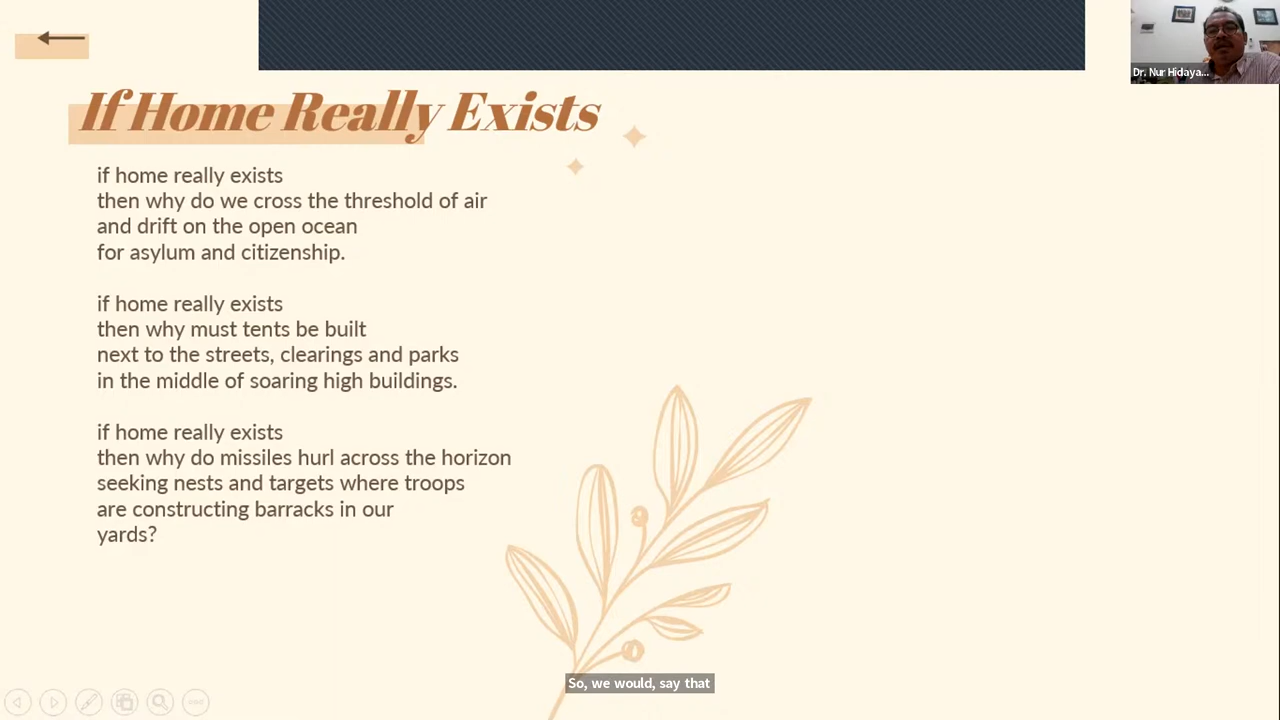 Dr. Nur Hidaya...
If Home Really Exists
if home really exists
then why do we cross the threshold of air
and drift on the open ocean
for asylum and citizenship.
if home really exists
then why must tents be built
next to the streets, clearings and parks
in the middle of soaring high buildings.
if home really exists
then why do missiles hurl across the horizon
seeking nests and targets where troops
are constructing barracks in our
yards?
So, we would, say that